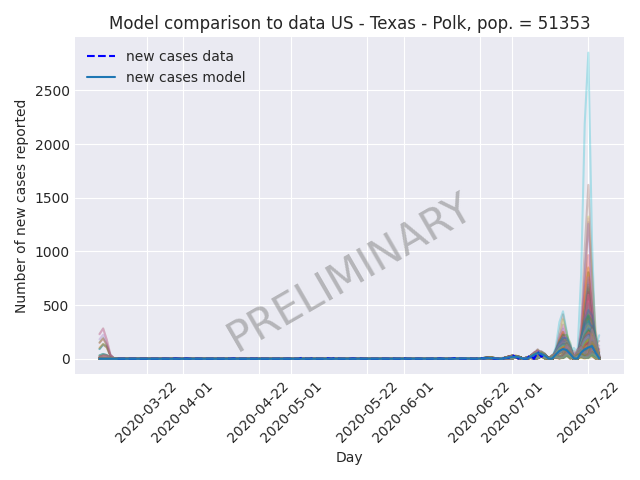 Model comparison to data US - Texas - Polk, pop. = 51353
new cases data
new cases model
Number of new cases reported
2500
2000
1500
1000
500
0
PRELIMINARY
2020-03-22
2020-04-01
2020-04-22
2020-05-01
2020-05-22
2020-06-01
2020-06-22
2020-07-01
2020-07-22
Day